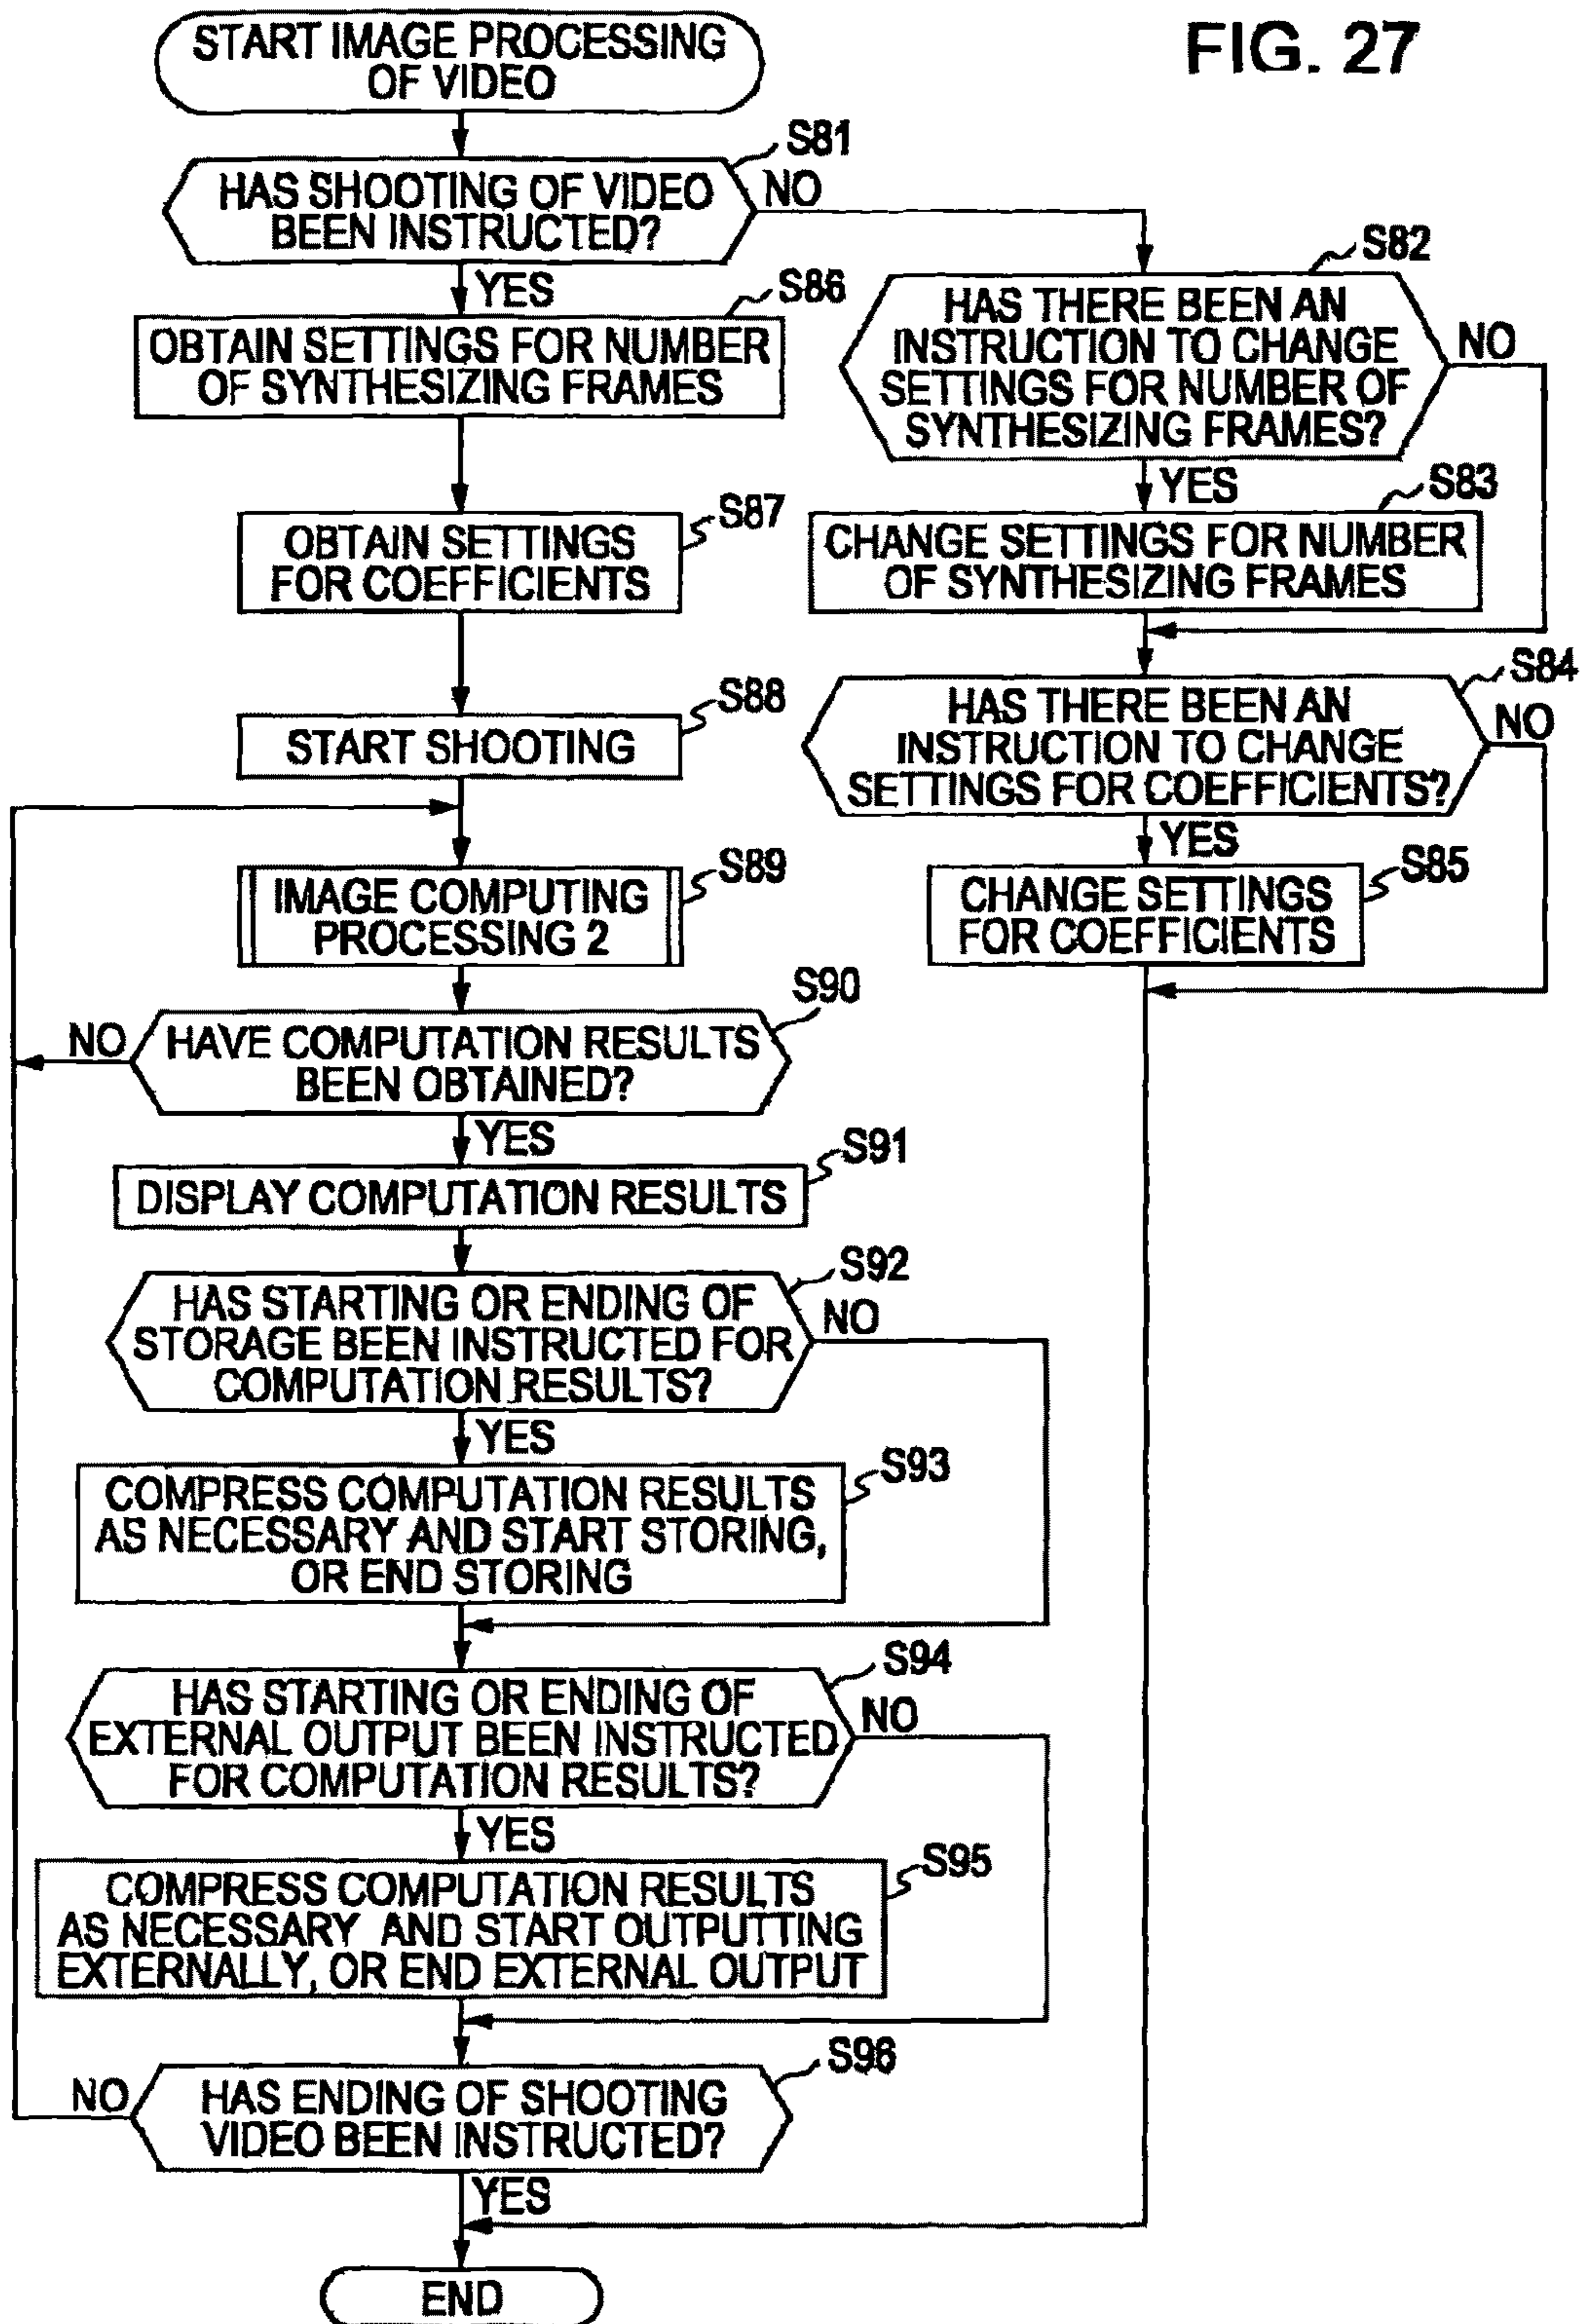 FIG. 27
START IMAGE PROCESSING
OF VIDEO
S81
HAS SHOOTING OF VIDEO
BEEN INSTRUCTED?
NO
YES
S86
OBTAIN SETTINGS FOR NUMBER
OF SYNTHESIZING FRAMES
S87
OBTAIN SETTINGS
FOR COEFFICIENTS
S88
START SHOOTING
S89
IMAGE COMPUTING
PROCESSING 2
S90
NO
HAVE COMPUTATION RESULTS
BEEN OBTAINED?
YES
S91
DISPLAY COMPUTATION RESULTS
S92
HAS STARTING OR ENDING OF
STORAGE BEEN INSTRUCTED FOR
COMPUTATION RESULTS?
NO
YES
S93
COMPRESS COMPUTATION RESULTS
AS NECESSARY AND START STORING,
OR END STORING
S94
HAS STARTING OR ENDING OF
EXTERNAL OUTPUT BEEN INSTRUCTED
FOR COMPUTATION RESULTS?
NO
YES
S95
COMPRESS COMPUTATION RESULTS
AS NECESSARY AND START OUTPUTTING
EXTERNALLY, OR END EXTERNAL OUTPUT
S96
NO
HAS ENDING OF SHOOTING
VIDEO BEEN INSTRUCTED?
YES
END
S82
HAS THERE BEEN AN
INSTRUCTION TO CHANGE
SETTINGS FOR NUMBER OF
SYNTHESIZING FRAMES?
NO
YES
S83
CHANGE SETTINGS FOR NUMBER
OF SYNTHESIZING FRAMES
S84
HAS THERE BEEN AN
INSTRUCTION TO CHANGE
SETTINGS FOR COEFFICIENTS?
NO
YES
S85
CHANGE SETTINGS
FOR COEFFICIENTS